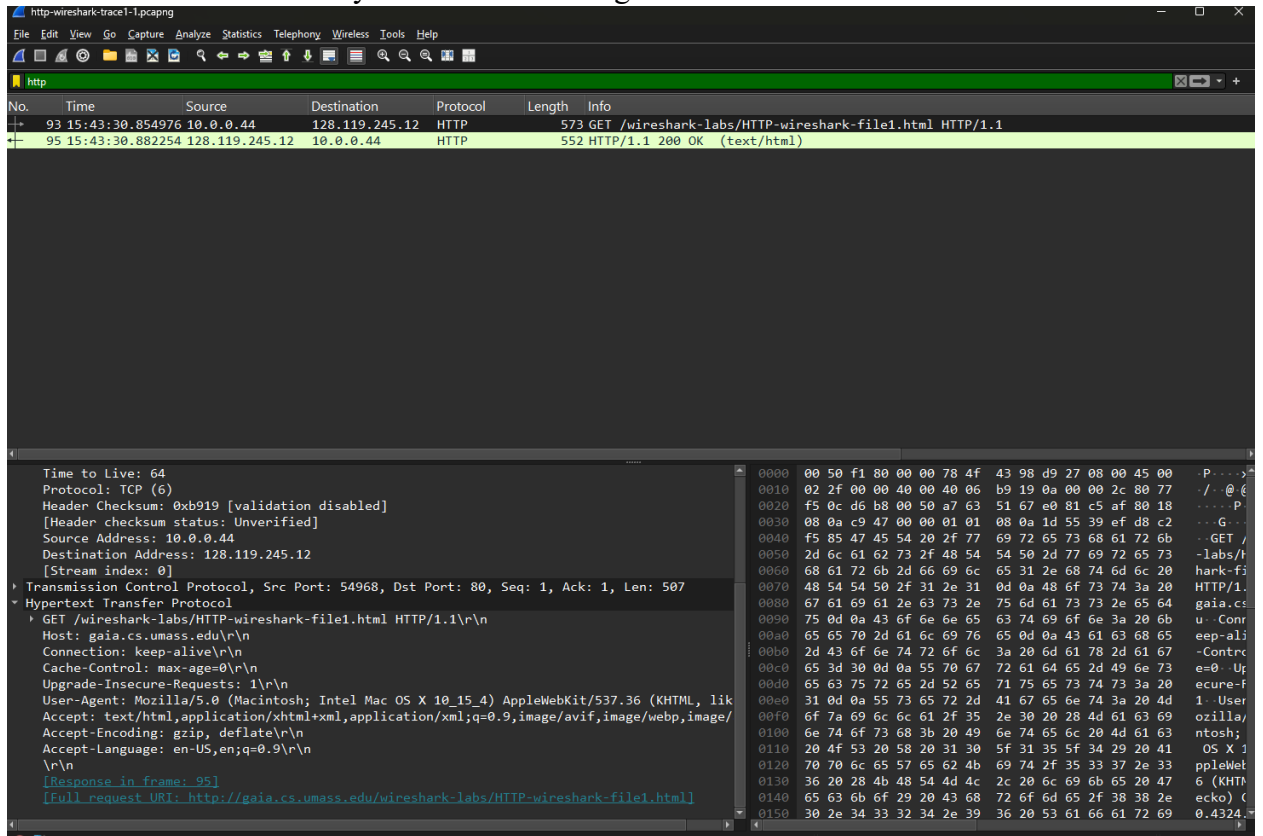 http-wireshark-trace1-1.pcapng
File Edit View Go Capture Analyze Statistics Telephony Wireless Tools Help
http
No. Time Source Destination Protocol Length Info
93 15:43:30.854976 10.0.0.44 128.119.245.12 HTTP 573 GET /wireshark-labs/HTTP-wireshark-file1.html HTTP/1.1
95 15:43:30.882254 128.119.245.12 10.0.0.44 HTTP 552 HTTP/1.1 200 OK (text/html)
Time to Live: 64
Protocol: TCP (6)
Header Checksum: 0xb919 [validation disabled]
[Header checksum status: Unverified]
Source Address: 10.0.0.44
Destination Address: 128.119.245.12
[Stream index: 0]
Transmission Control Protocol, Src Port: 54968, Dst Port: 80, Seq: 1, Ack: 1, Len: 507
Hypertext Transfer Protocol
GET /wireshark-labs/HTTP-wireshark-file1.html HTTP/1.1\r\n
Host: gaia.cs.umass.edu\r\n
Connection: keep-alive\r\n
Cache-Control: max-age=0\r\n
Upgrade-Insecure-Requests: 1\r\n
User-Agent: Mozilla/5.0 (Macintosh; Intel Mac OS X 10_15_4) AppleWebKit/537.36 (KHTML, lik
Accept: text/html,application/xhtml+xml,application/xml;q=0.9,image/avif,image/webp,image/
Accept-Encoding: gzip, deflate\r\n
Accept-Language: en-US,en;q=0.9\r\n
\r\n
[Response in frame: 95]
[Full request URI: http://gaia.cs.umass.edu/wireshark-labs/HTTP-wireshark-file1.html]
0000 00 50 f1 80 00 00 78 4f 43 98 d9 27 08 00 45 00 ·P····x
0010 02 2f 00 00 40 00 40 06 b9 19 0a 00 00 2c 80 77 ·/··@·@
0020 f5 0c d6 b8 00 50 a7 63 51 67 e0 81 c5 af 80 18 ·····P·
0030 08 0a c9 47 00 00 01 01 08 0a 1d 55 39 ef d8 c2 ···G···
0040 f5 85 47 45 54 20 2f 77 69 72 65 73 68 61 72 6b ··GET /
0050 2d 6c 61 62 73 2f 48 54 54 50 2d 77 69 72 65 73 -labs/H
0060 68 61 72 6b 2d 66 69 6c 65 31 2e 68 74 6d 6c 20 hark-fi
0070 48 54 54 50 2f 31 2e 31 0d 0a 48 6f 73 74 3a 20 HTTP/1.
0080 67 61 69 61 2e 63 73 2e 75 6d 61 73 73 2e 65 64 gaia.cs
0090 75 0d 0a 43 6f 6e 6e 65 63 74 69 6f 6e 3a 20 6b u··Conn
00a0 65 65 70 2d 61 6c 69 76 65 0d 0a 43 61 63 68 65 eep-ali
00b0 2d 43 6f 6e 74 72 6f 6c 3a 20 6d 61 78 2d 61 67 -Contro
00c0 65 3d 30 0d 0a 55 70 67 72 61 64 65 2d 49 6e 73 e=0··Up
00d0 65 63 75 72 65 2d 52 65 71 75 65 73 74 73 3a 20 ecure-R
00e0 31 0d 0a 55 73 65 72 2d 41 67 65 6e 74 3a 20 4d 1··User
00f0 6f 7a 69 6c 6c 61 2f 35 2e 30 20 28 4d 61 63 69 ozilla/
0100 6e 74 6f 73 68 3b 20 49 6e 74 65 6c 20 4d 61 63 ntosh;
0110 20 4f 53 20 58 20 31 30 5f 31 35 5f 34 29 20 41 OS X 1
0120 70 70 6c 65 57 65 62 4b 69 74 2f 35 33 37 2e 33 ppleWeb
0130 36 20 28 4b 48 54 4d 4c 2c 20 6c 69 6b 65 20 47 6 (KHTM
0140 65 63 6b 6f 29 20 43 68 72 6f 6d 65 2f 38 38 2e ecko) C
0150 30 2e 34 33 32 34 2e 39 36 20 53 61 66 61 72 69 0.4324.